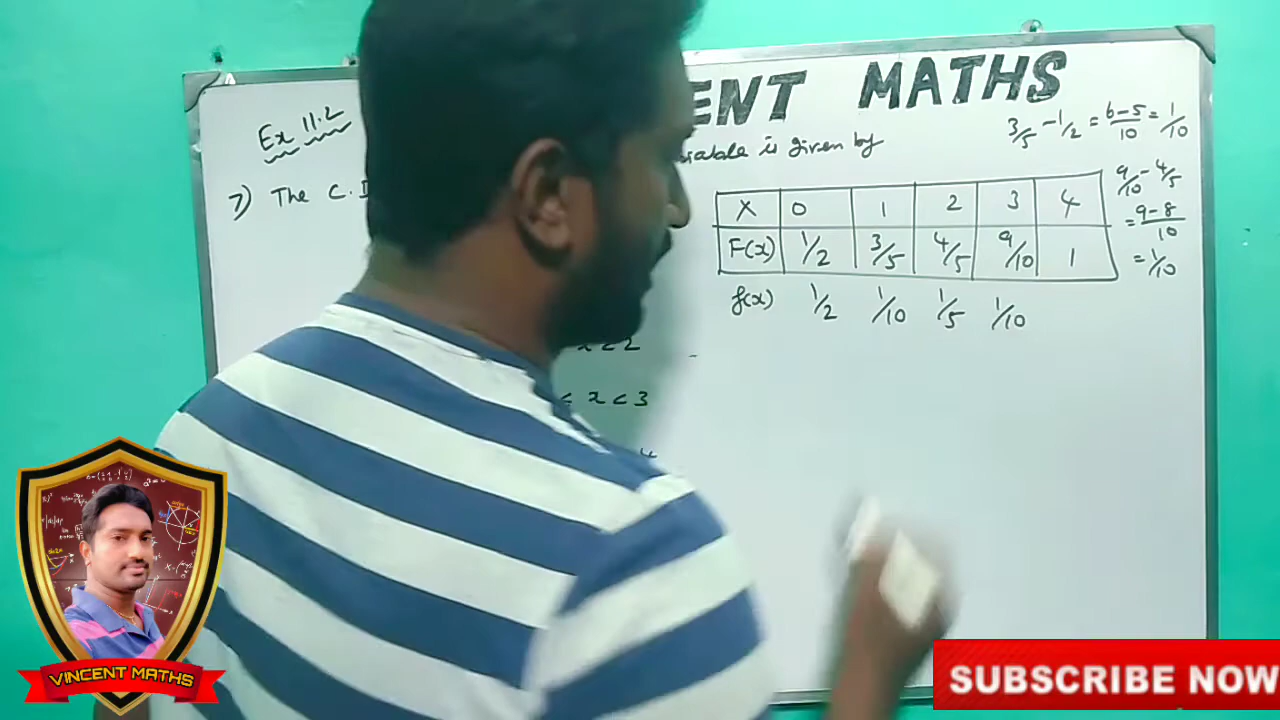 ENT MATHS
Ex 11.2
is given by
3/5 - 1/2 = 6-5/10 = 1/10
7) The C.D
9/10 - 4/5
= 9-8/10
= 1/10
X 0 1 2 3 4
F(x) 1/2 3/5 4/5 9/10 1
f(x) 1/2 1/10 1/5 1/10
x < 2
≤ x < 3
VINCENT MATHS
SUBSCRIBE NOW